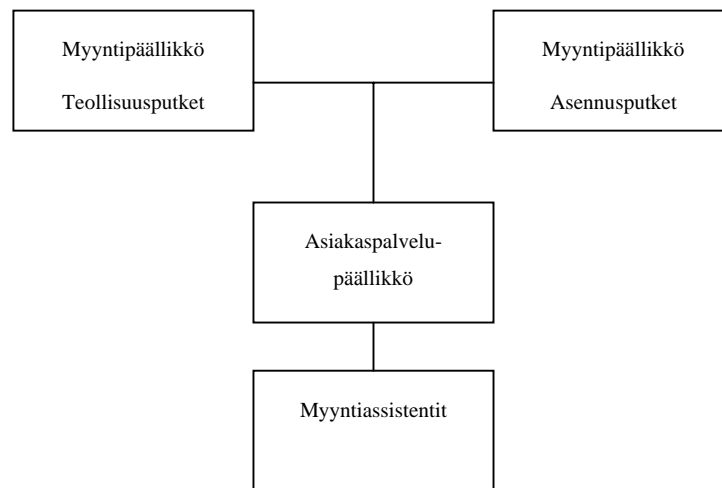 Myyntipäällikkö
Teollisuusputket
Myyntipäällikkö
Asennusputket
Asiakaspalvelu-
päällikkö
Myyntiassistentit